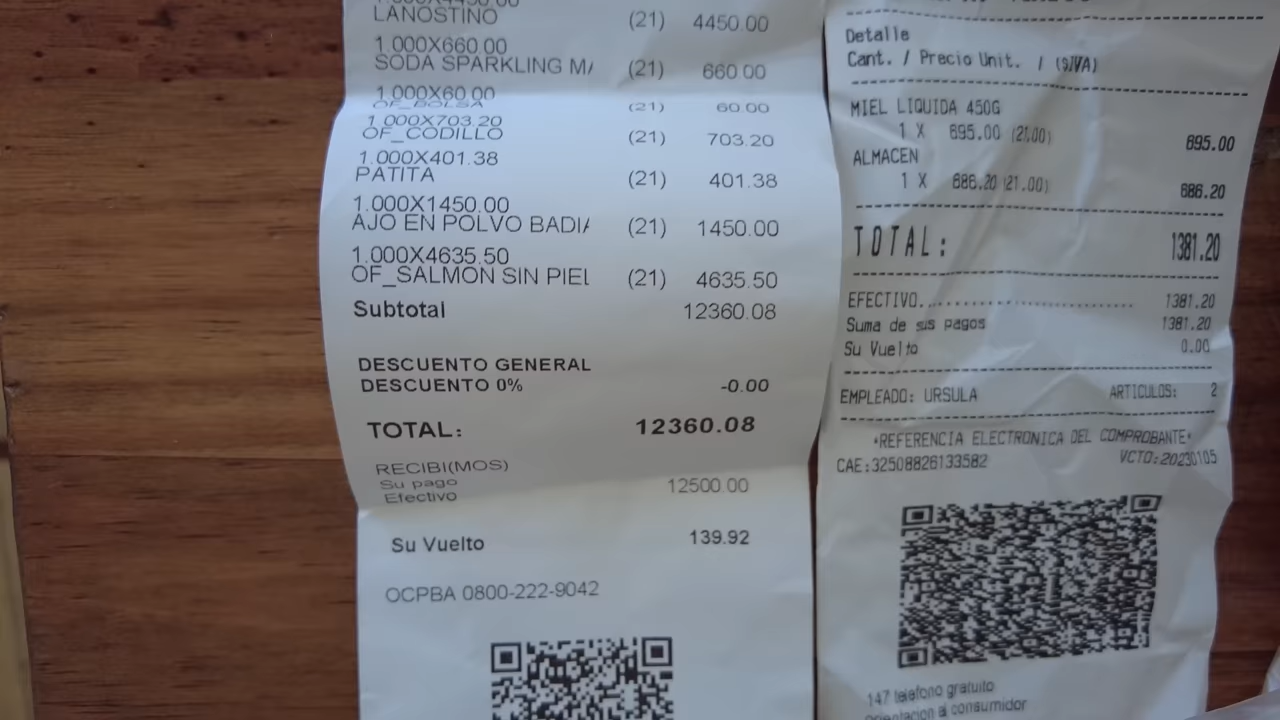 LANOSTINO (21) 4450.00
1.000X660.00
SODA SPARKLING MA (21) 660.00
1.000X60.00
OF_BOLSA (21) 60.00
1.000X703.20
OF_CODILLO (21) 703.20
1.000X401.38
PATITA (21) 401.38
1.000X1450.00
AJO EN POLVO BADIA (21) 1450.00
1.000X4635.50
OF_SALMON SIN PIEL (21) 4635.50
Subtotal 12360.08
DESCUENTO GENERAL
DESCUENTO 0% -0.00
TOTAL: 12360.08
RECIBI(MOS)
Su pago
Efectivo 12500.00
Su Vuelto 139.92
OCPBA 0800-222-9042
Detalle
Cant. / Precio Unit. / (%IVA)
MIEL LIQUIDA 450G
1 X 695.00 (21.00) 695.00
ALMACEN
1 X 686.20 (21.00) 686.20
TOTAL: 1381.20
EFECTIVO.............................. 1381.20
Suma de sus pagos 1381.20
Su Vuelto 0.00
EMPLEADO: URSULA ARTICULOS: 2
*REFERENCIA ELECTRONICA DEL COMPROBANTE*
CAE:32508826133582 VCTO:20230105
147 telefono gratuito
Orientacion al consumidor